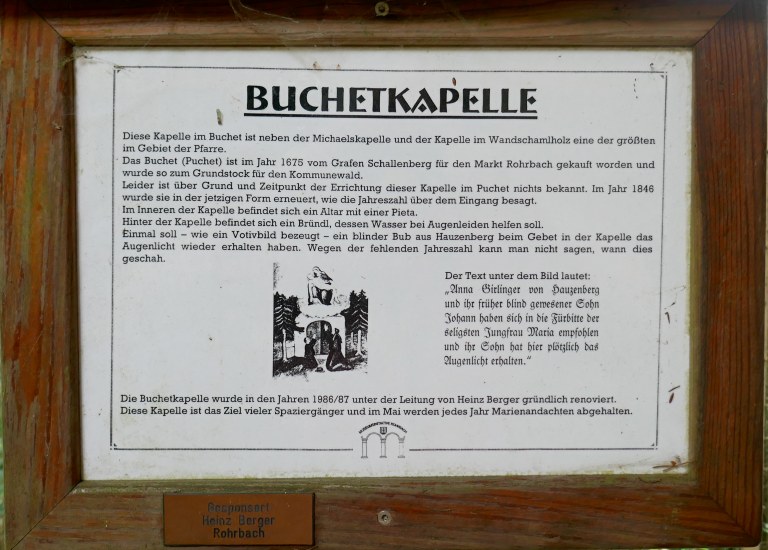 BUCHETKAPELLE
Diese Kapelle im Buchet ist neben der Michaelskapelle und der Kapelle im Wandschamlholz eine der größten
im Gebiet der Pfarre.
Das Buchet (Puchet) ist im Jahr 1675 vom Grafen Schallenberg für den Markt Rohrbach gekauft worden und
wurde so zum Grundstock für den Kommunewald.
Leider ist über Grund und Zeitpunkt der Errichtung dieser Kapelle im Puchet nichts bekannt. Im Jahr 1846
wurde sie in der jetzigen Form erneuert, wie die Jahreszahl über dem Eingang besagt.
Im Inneren der Kapelle befindet sich ein Altar mit einer Pieta.
Hinter der Kapelle befindet sich ein Bründl, dessen Wasser bei Augenleiden helfen soll.
Einmal soll – wie ein Votivbild bezeugt – ein blinder Bub aus Hauzenberg beim Gebet in der Kapelle das
Augenlicht wieder erhalten haben. Wegen der fehlenden Jahreszahl kann man nicht sagen, wann dies
geschah.
Der Text unter dem Bild lautet:
„Anna Girlinger von Hauzenberg
und ihr früher blind gewesener Sohn
Johann haben sich in die Fürbitte der
seligsten Jungfrau Maria empfohlen
und ihr Sohn hat hier plötzlich das
Augenlicht erhalten.“
Die Buchetkapelle wurde in den Jahren 1986/87 unter der Leitung von Heinz Berger gründlich renoviert.
Diese Kapelle ist das Ziel vieler Spaziergänger und im Mai werden jedes Jahr Marienandachten abgehalten.
Gesponsert
Heinz Berger
Rohrbach